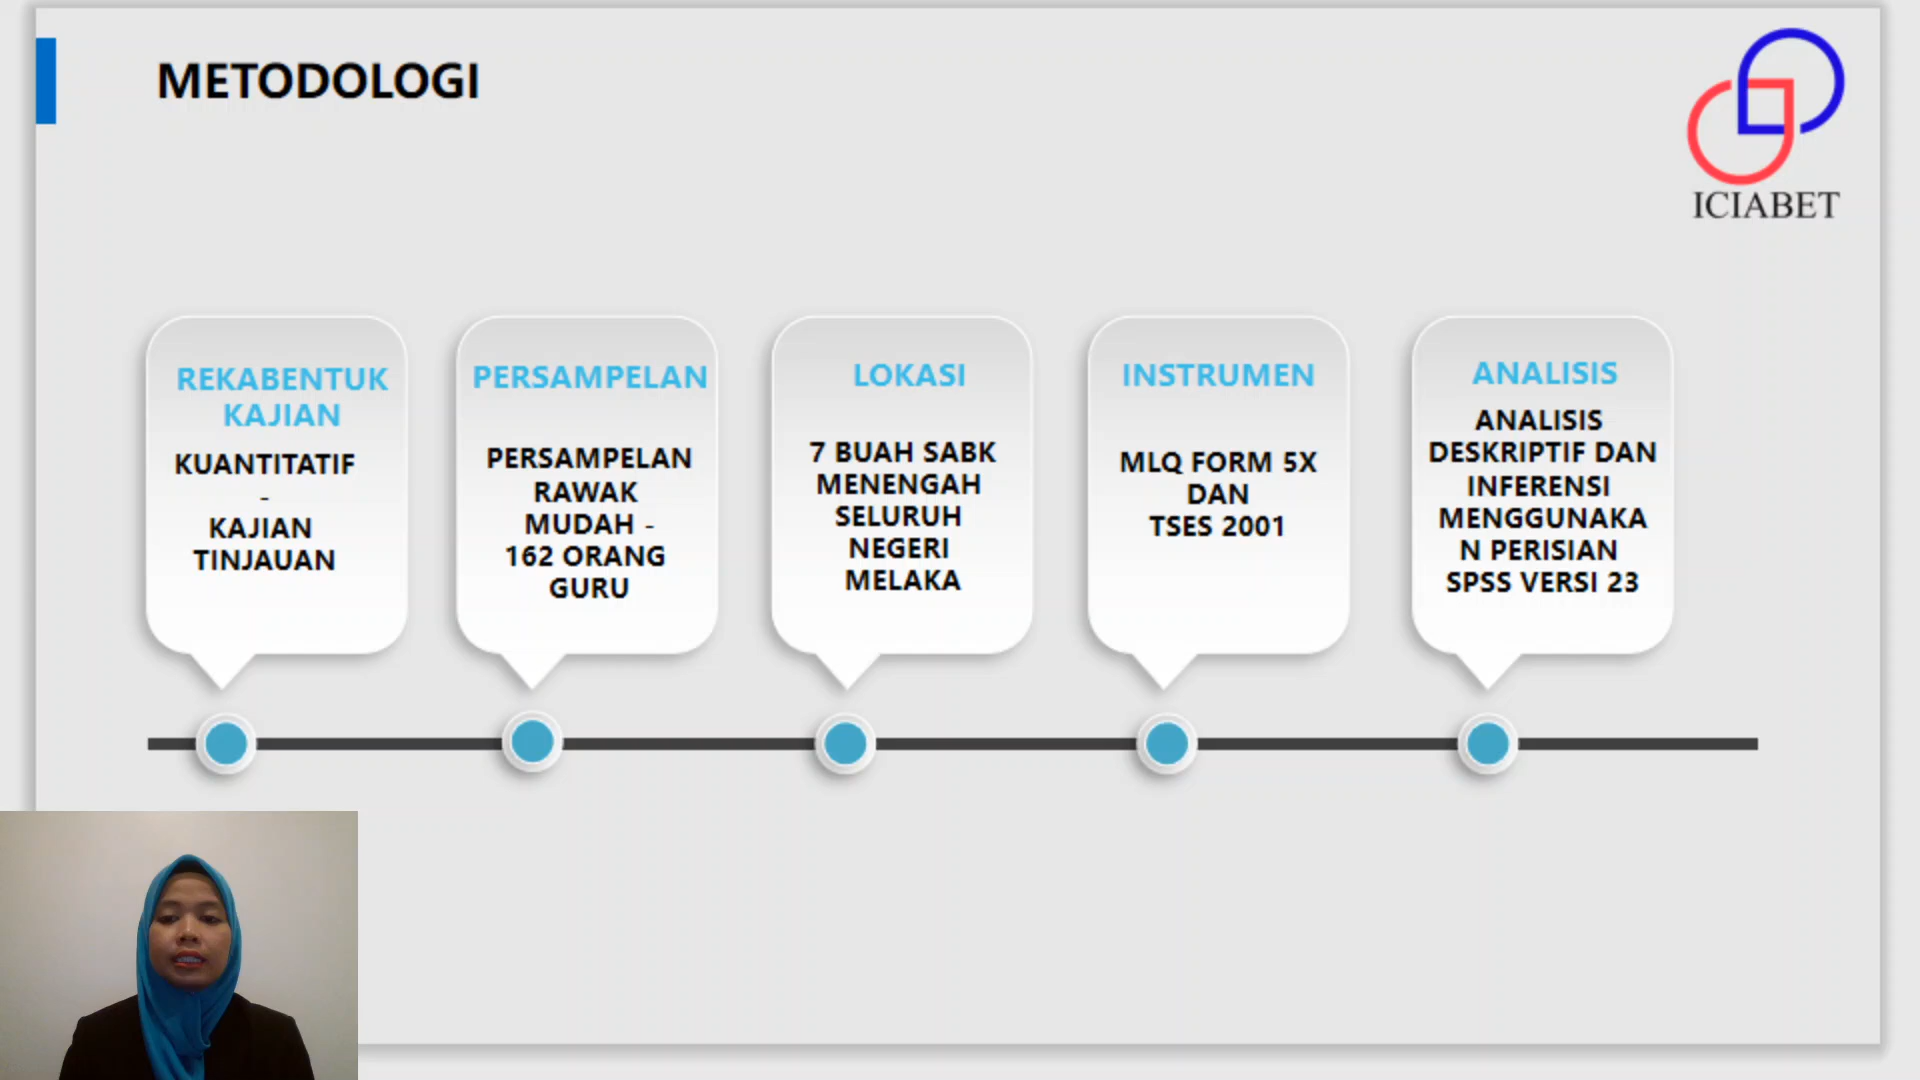 METODOLOGI
ICIABET
REKABENTUK
KAJIAN
KUANTITATIF
-
KAJIAN
TINJAUAN
PERSAMPELAN
PERSAMPELAN
RAWAK
MUDAH -
162 ORANG
GURU
LOKASI
7 BUAH SABK
MENENGAH
SELURUH
NEGERI
MELAKA
INSTRUMEN
MLQ FORM 5X
DAN
TSES 2001
ANALISIS
ANALISIS
DESKRIPTIF DAN
INFERENSI
MENGGUNAKA
N PERISIAN
SPSS VERSI 23